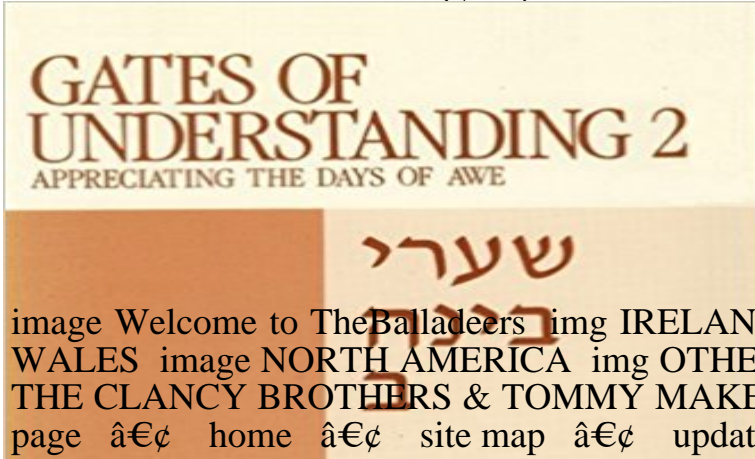 GATES OF
UNDERSTANDING 2
APPRECIATING THE DAYS OF AWE
שערי
בינה
ב
image Welcome to TheBalladeers img IRELAN
WALES image NORTH AMERICA img OTHE
THE CLANCY BROTHERS & TOMMY MAKE
page â€¢ home â€¢ site map â€¢ updat